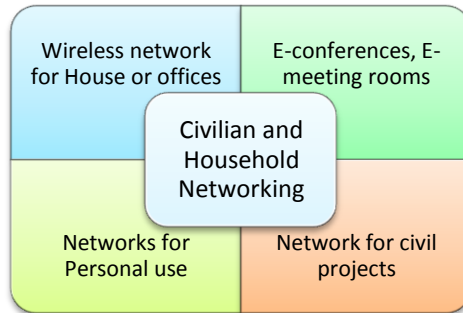 Wireless network
for House or offices
E-conferences, E-
meeting rooms
Civilian and
Household
Networking
Networks for
Personal use
Network for civil
projects